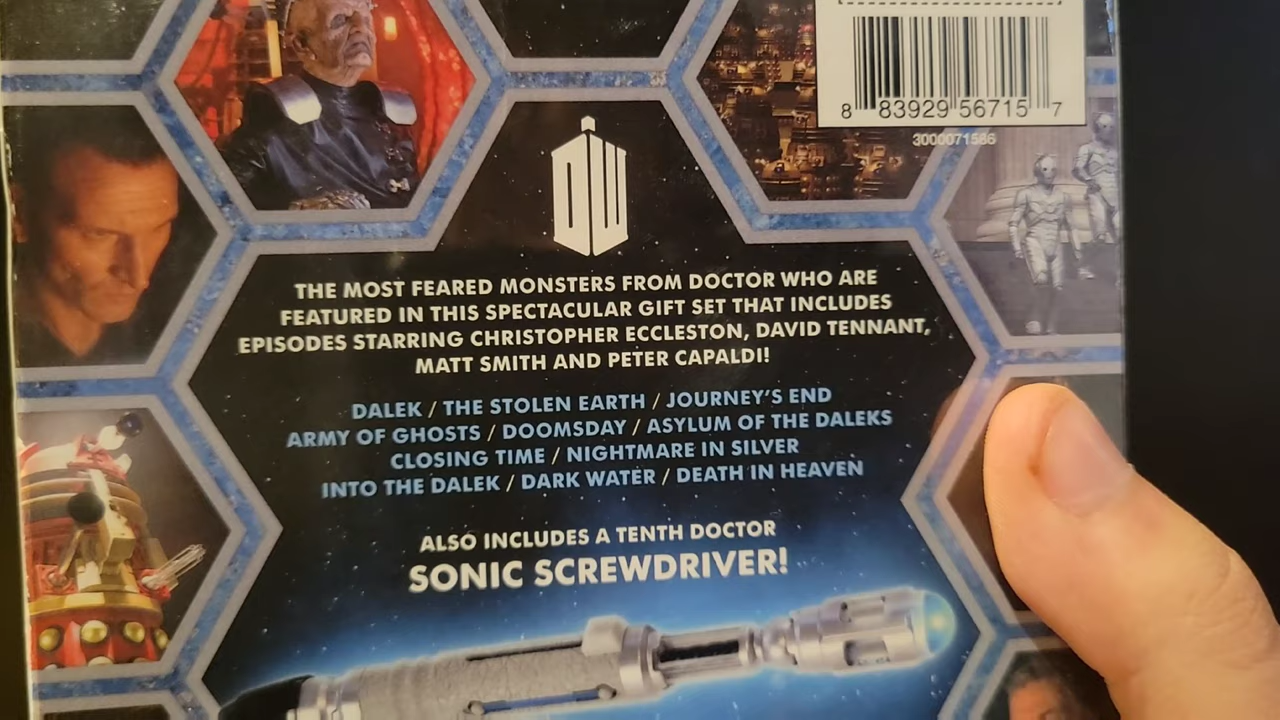 8 83929 56715 7
3000071586
DW
THE MOST FEARED MONSTERS FROM DOCTOR WHO ARE
FEATURED IN THIS SPECTACULAR GIFT SET THAT INCLUDES
EPISODES STARRING CHRISTOPHER ECCLESTON, DAVID TENNANT,
MATT SMITH AND PETER CAPALDI!
DALEK / THE STOLEN EARTH / JOURNEY'S END
ARMY OF GHOSTS / DOOMSDAY / ASYLUM OF THE DALEKS
CLOSING TIME / NIGHTMARE IN SILVER
INTO THE DALEK / DARK WATER / DEATH IN HEAVEN
ALSO INCLUDES A TENTH DOCTOR
SONIC SCREWDRIVER!